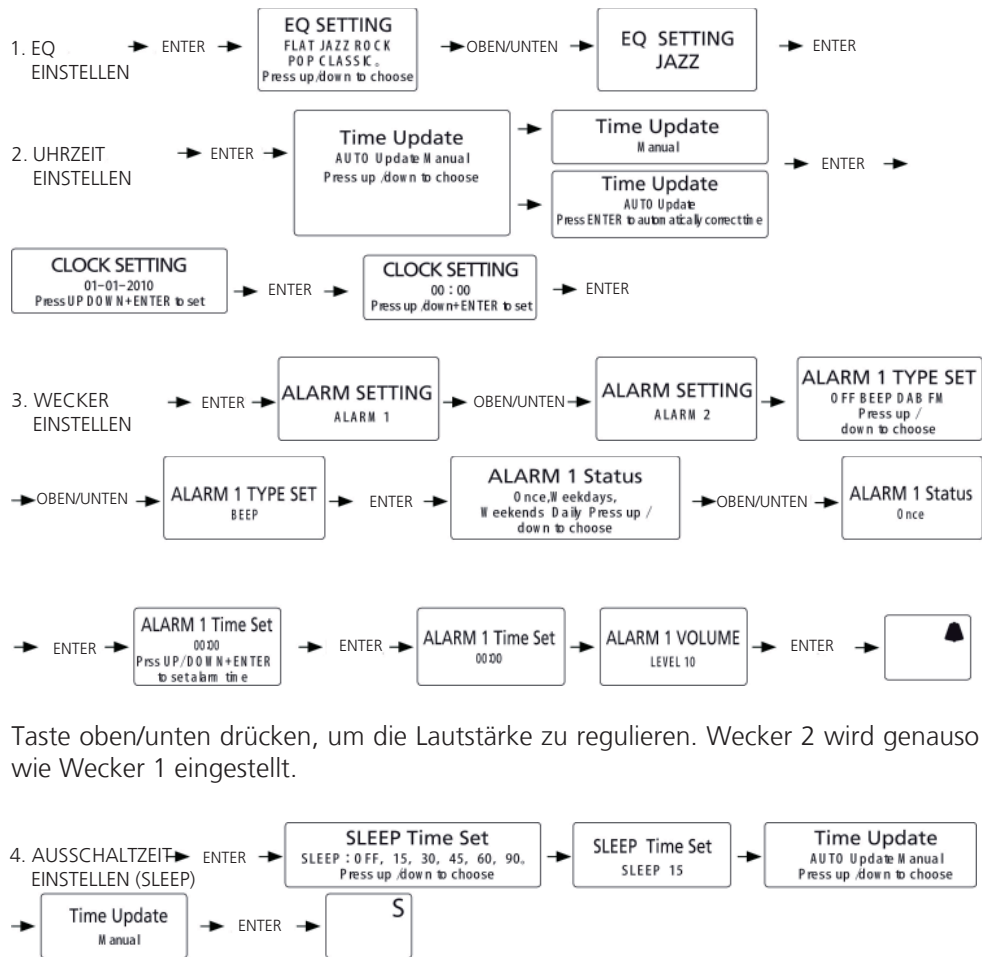 1. EQ EINSTELLEN
ENTER
EQ SETTING
FLAT JAZZ ROCK
POP CLASSIC。
Press up/down to choose
OBEN/UNTEN
EQ SETTING
JAZZ
ENTER
2. UHRZEIT EINSTELLEN
ENTER
Time Update
AUTO Update Manual
Press up /down to choose
Time Update
Manual
Time Update
AUTO Update
Press ENTER to automatically correct time
ENTER
CLOCK SETTING
01-01-2010
Press UP DOWN+ENTER to set
ENTER
CLOCK SETTING
00 : 00
Press up /down+ENTER to set
ENTER
3. WECKER EINSTELLEN
ENTER
ALARM SETTING
ALARM 1
OBEN/UNTEN
ALARM SETTING
ALARM 2
ALARM 1 TYPE SET
OFF BEEP DAB FM
Press up /
down to choose
OBEN/UNTEN
ALARM 1 TYPE SET
BEEP
ENTER
ALARM 1 Status
Once,Weekdays,
Weekends Daily Press up /
down to choose
OBEN/UNTEN
ALARM 1 Status
Once
ENTER
ALARM 1 Time Set
00:00
Prss UP/DOWN+ENTER
to set alarm time
ENTER
ALARM 1 Time Set
00:00
ALARM 1 VOLUME
LEVEL 10
ENTER
Taste oben/unten drücken, um die Lautstärke zu regulieren. Wecker 2 wird genauso
wie Wecker 1 eingestellt.
4. AUSSCHALTZEIT EINSTELLEN (SLEEP)
ENTER
SLEEP Time Set
SLEEP : OFF, 15, 30, 45, 60, 90。
Press up /down to choose
SLEEP Time Set
SLEEP 15
Time Update
AUTO Update Manual
Press up /down to choose
Time Update
Manual
ENTER
S